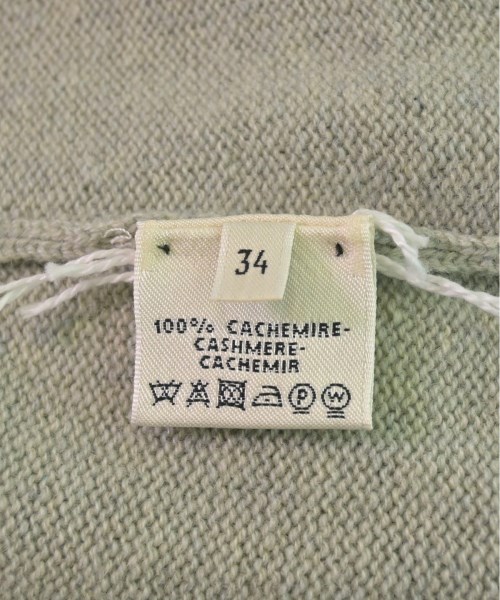 34
100% CACHEMIRE-
CASHMERE-
CACHEMIR
P W